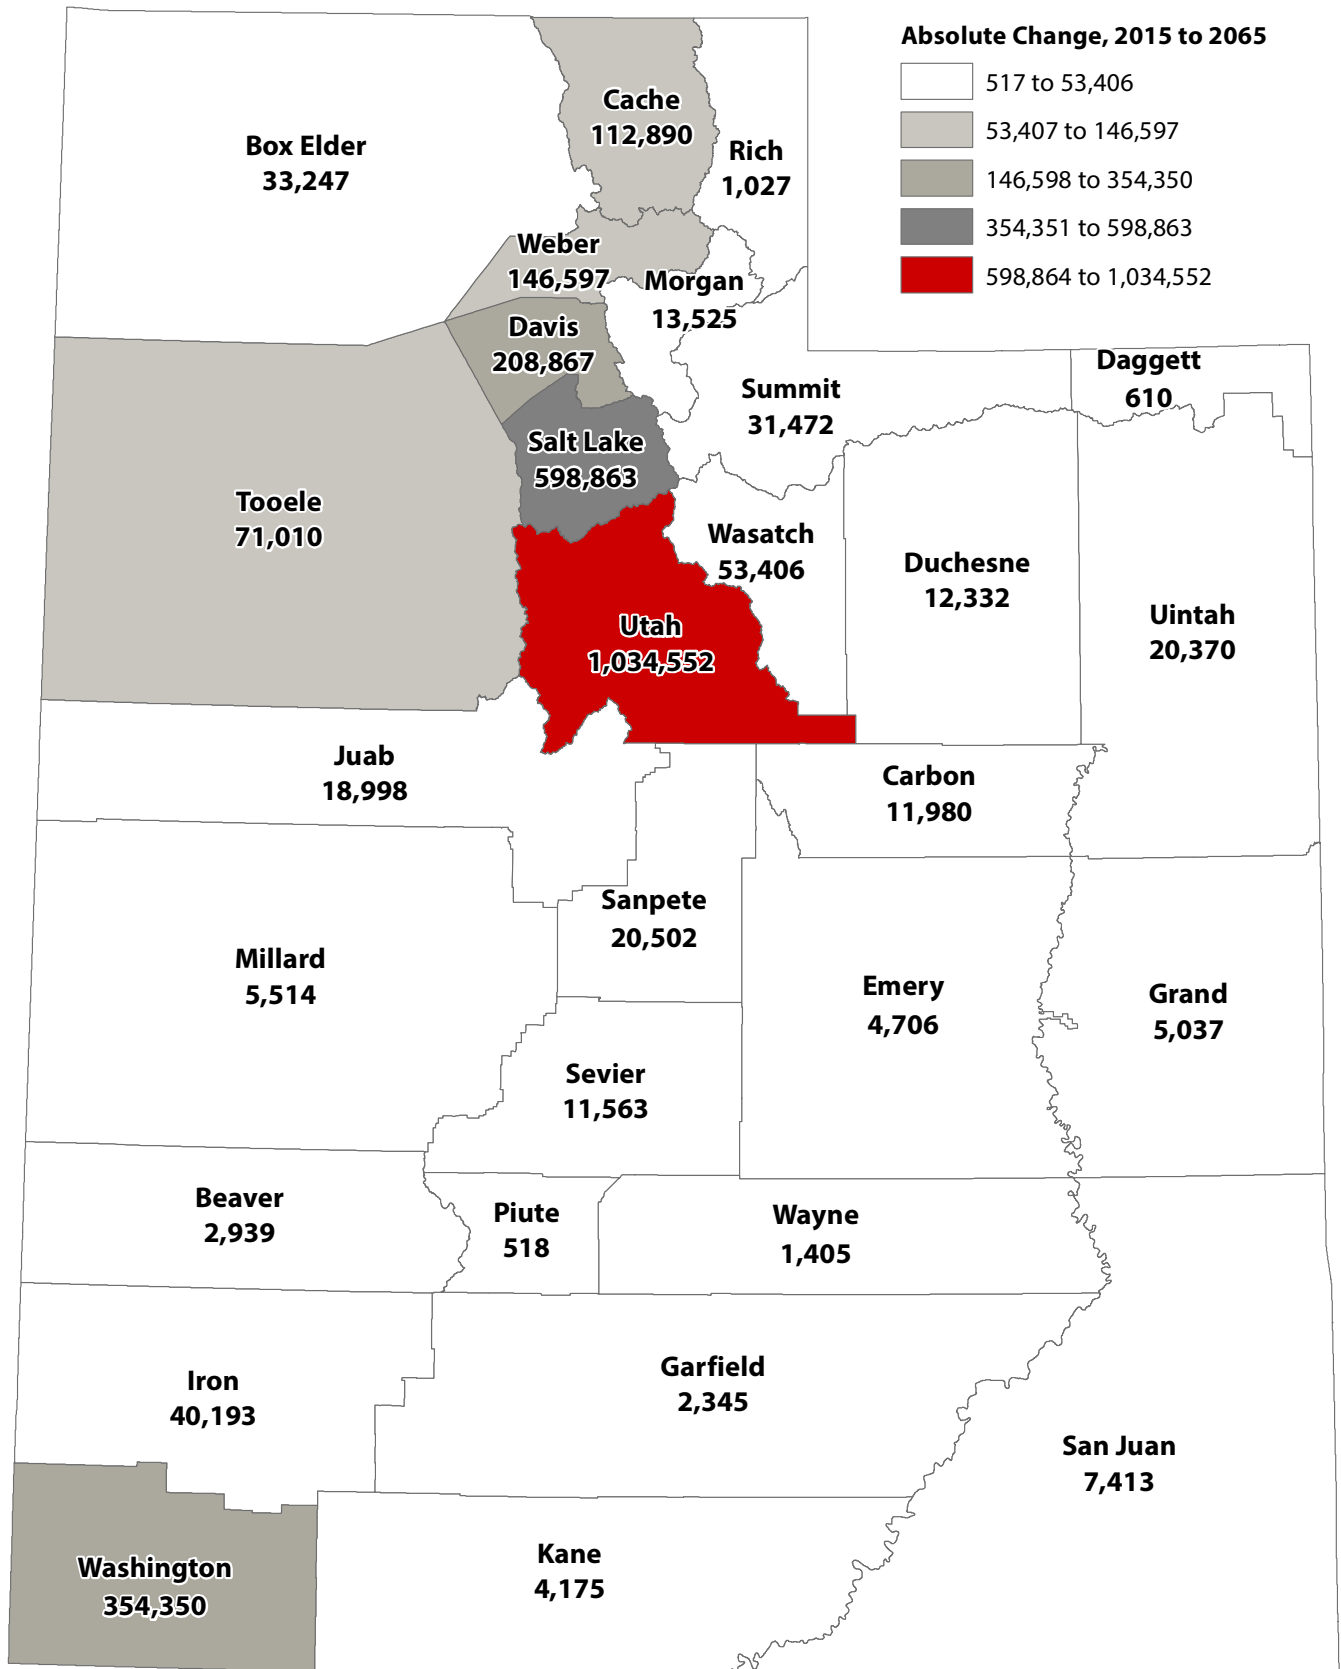 Absolute Change, 2015 to 2065
517 to 53,406
53,407 to 146,597
146,598 to 354,350
354,351 to 598,863
598,864 to 1,034,552
Cache
112,890
Box Elder
33,247
Rich
1,027
Weber
146,597
Morgan
13,525
Davis
208,867
Daggett
610
Summit
31,472
Salt Lake
598,863
Tooele
71,010
Wasatch
53,406
Duchesne
12,332
Uintah
20,370
Utah
1,034,552
Juab
18,998
Carbon
11,980
Sanpete
20,502
Millard
5,514
Emery
4,706
Grand
5,037
Sevier
11,563
Beaver
2,939
Piute
518
Wayne
1,405
Iron
40,193
Garfield
2,345
San Juan
7,413
Washington
354,350
Kane
4,175